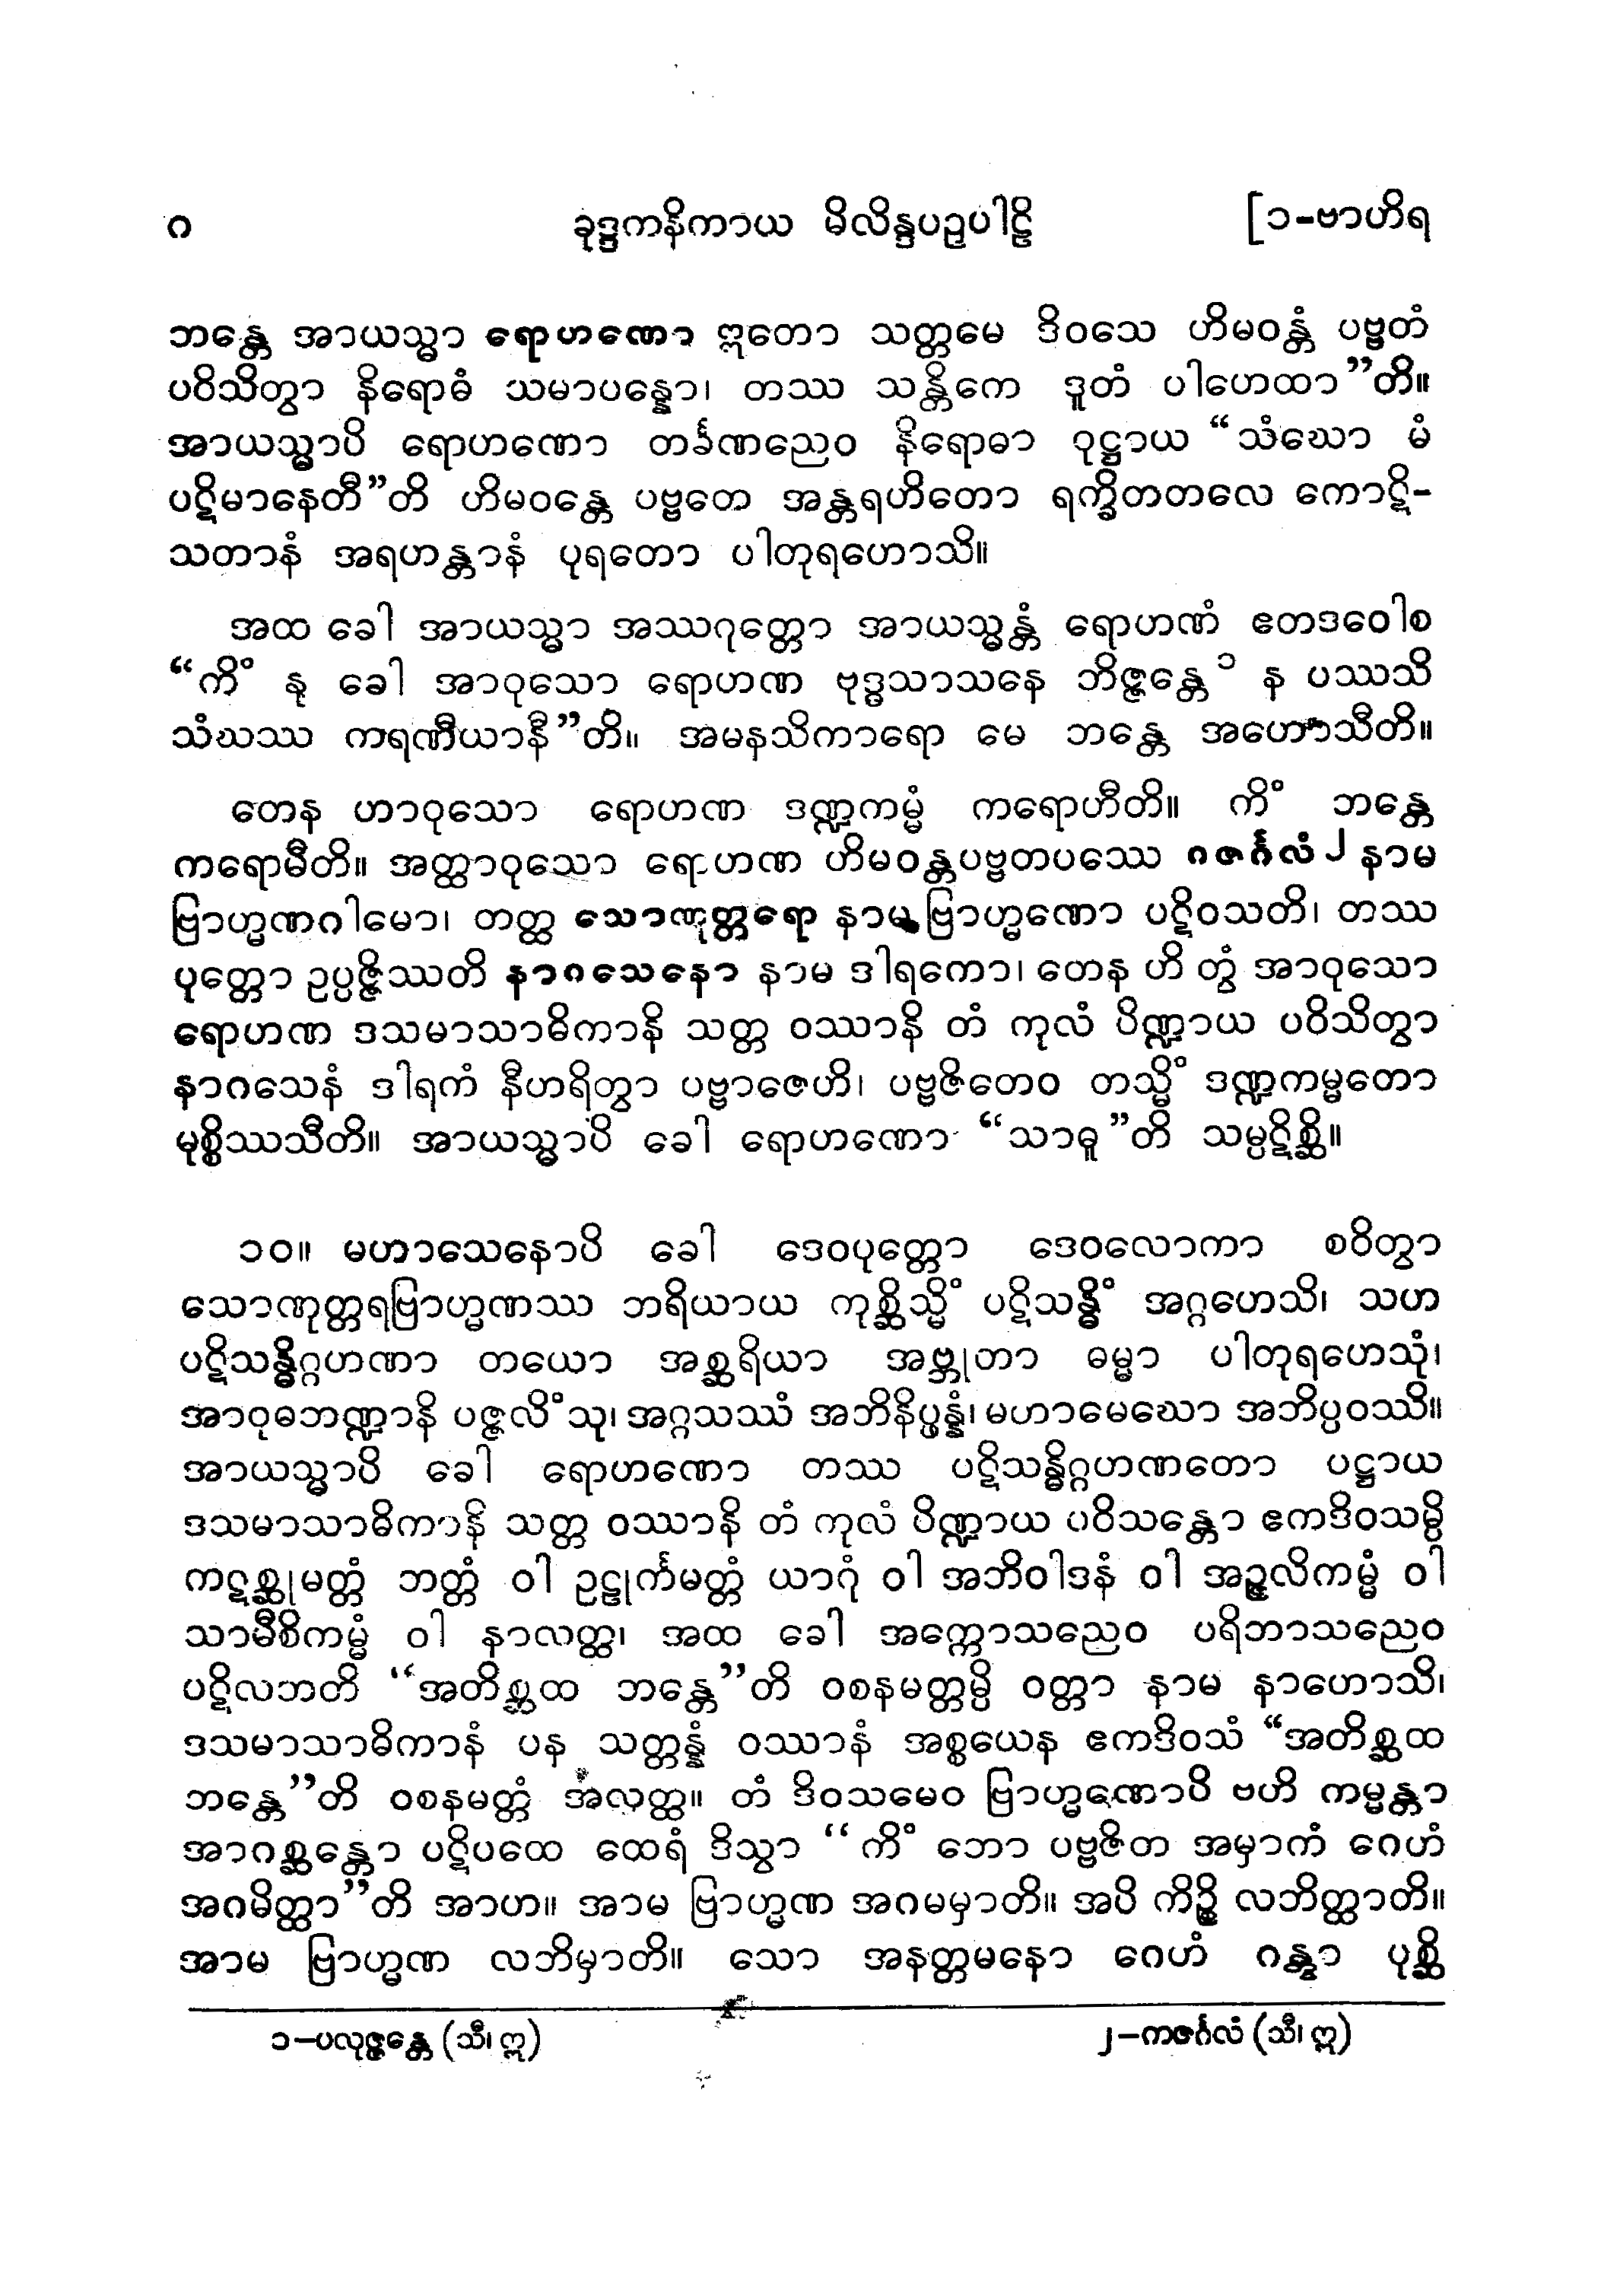 ဂ ခုဒ္ဒကနိကာယ မိလိန္ဒပဉှပါဠိ [၁–ဗာဟိရ
ဘန္တေ အာယသ္မာ ရောဟဏော ဣတော သတ္တမေ ဒိဝသေ ဟိမဝန္တံ ပဗ္ဗတံ
ပဝိသိတွာ နိရောဓံ သမာပန္နော၊ တဿ သန္တိကေ ဒူတံ ပါဟေထာ”တိ။
အာယသ္မာပိ ရောဟဏော တင်္ခဏညေဝ နိရောဓာ ဝုဋ္ဌာယ “သံဃော မံ
ပဋိမာနေတီ”တိ ဟိမဝန္တေ ပဗ္ဗတေ အန္တရဟိတော ရက္ခိတတလေ ကောဋိ–
သတာနံ အရဟန္တာနံ ပုရတော ပါတုရဟောသိ။
အထ ခေါ အာယသ္မာ အဿဂုတ္တော အာယသ္မန္တံ ရောဟဏံ ဧတဒဝေါစ
“ကိံ နု ခေါ အာဝုသော ရောဟဏ ဗုဒ္ဓသာသနေ ဘိဇ္ဇန္တေ ၁ န ပဿသိ
သံဃဿ ကရဏီယာနီ”တိ။ အမနသိကာရော မေ ဘန္တေ အဟောသီတိ။
တေန ဟာဝုသော ရောဟဏ ဒဏ္ဍကမ္မံ ကရောဟီတိ။ ကိံ ဘန္တေ
ကရောမီတိ။ အတ္ထာဝုသော ရောဟဏ ဟိမဝန္တပဗ္ဗတပဿေ ဂဇင်္ဂလံ ၂ နာမ
ဗြာဟ္မဏဂါမော၊ တတ္ထ သောဏုတ္တရော နာမ ဗြာဟ္မဏော ပဋိဝသတိ၊ တဿ
ပုတ္တော ဥပ္ပဇ္ဇိဿတိ နာဂသေနော နာမ ဒါရကော၊ တေန ဟိ တွံ အာဝုသော
ရောဟဏ ဒသမာသာဓိကာနိ သတ္တ ဝဿာနိ တံ ကုလံ ပိဏ္ဍာယ ပဝိသိတွာ
နာဂသေနံ ဒါရကံ နီဟရိတွာ ပဗ္ဗာဇေဟိ၊ ပဗ္ဗဇိတေဝ တသ္မိံ ဒဏ္ဍကမ္မတော
မုစ္စိဿသီတိ။ အာယသ္မာပိ ခေါ ရောဟဏော “သာဓူ”တိ သမ္ပဋိစ္ဆိ။
၁၀။ မဟာသေနောပိ ခေါ ဒေဝပုတ္တော ဒေဝလောကာ စဝိတွာ
သောဏုတ္တရဗြာဟ္မဏဿ ဘရိယာယ ကုစ္ဆိသ္မိံ ပဋိသန္ဓိံ အဂ္ဂဟေသိ၊ သဟ
ပဋိသန္ဓိဂ္ဂဟဏာ တယော အစ္ဆရိယာ အဗ္ဘုတာ ဓမ္မာ ပါတုရဟေသုံ၊
အာဝုဓဘဏ္ဍာနိ ပဇ္ဇလိံသု၊ အဂ္ဂသဿံ အဘိနိပ္ဖန္နံ၊ မဟာမေဃော အဘိပ္ပဝဿိ။
အာယသ္မာပိ ခေါ ရောဟဏော တဿ ပဋိသန္ဓိဂ္ဂဟဏတော ပဋ္ဌာယ
ဒသမာသာဓိကာနိ သတ္တ ဝဿာနိ တံ ကုလံ ပိဏ္ဍာယ ပဝိသန္တော ဧကဒိဝသမ္ပိ
ကဋစ္ဆုမတ္တံ ဘတ္တံ ဝါ ဥဠုင်္ကမတ္တံ ယာဂုံ ဝါ အဘိဝါဒနံ ဝါ အဉ္ဇလိကမ္မံ ဝါ
သာမီစိကမ္မံ ဝါ နာလတ္ထ၊ အထ ခေါ အက္ကောသညေဝ ပရိဘာသညေဝ
ပဋိလဘတိ “အတိစ္ဆထ ဘန္တေ”တိ ဝစနမတ္တမ္ပိ ဝတ္တာ နာမ နာဟောသိ၊
ဒသမာသာဓိကာနံ ပန သတ္တန္နံ ဝဿာနံ အစ္စယေန ဧကဒိဝသံ “အတိစ္ဆထ
ဘန္တေ”တိ ဝစနမတ္တံ အလတ္ထ။ တံ ဒိဝသမေဝ ဗြာဟ္မဏောပိ ဗဟိ ကမ္မန္တာ
အာဂစ္ဆန္တော ပဋိပထေ ထေရံ ဒိသွာ “ကိံ ဘော ပဗ္ဗဇိတ အမှာကံ ဂေဟံ
အဂမိတ္ထာ”တိ အာဟ။ အာမ ဗြာဟ္မဏ အဂမမှာတိ။ အပိ ကိဉ္စိ လဘိတ္ထာတိ။
အာမ ဗြာဟ္မဏ လဘိမှာတိ။ သော အနတ္တမနော ဂေဟံ ဂန္တွာ ပုစ္ဆိ
၁–ပလုဇ္ဇန္တေ (သီ၊ ဣ) ၂–ကဇင်္ဂလံ (သီ၊ ဣ)